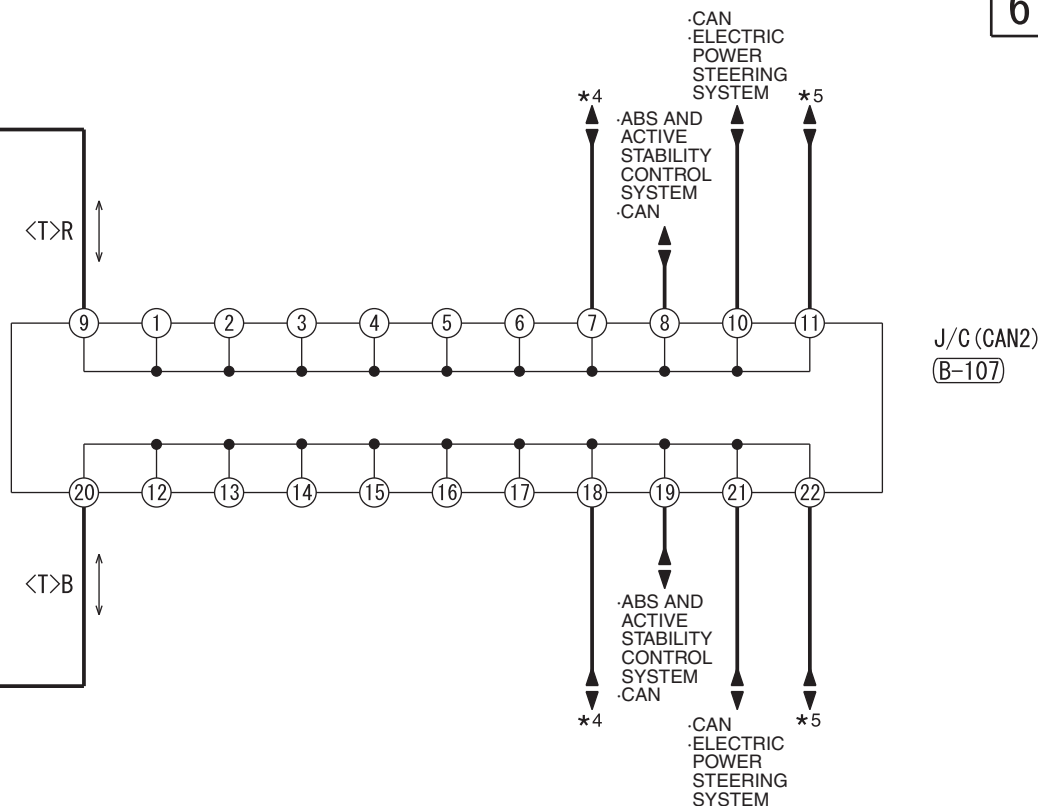 6
·CAN
·ELECTRIC
POWER
STEERING
SYSTEM
*4
*5
·ABS AND
ACTIVE
STABILITY
CONTROL
SYSTEM
·CAN
<T>R
9 1 2 3 4 5 6 7 8 10 11
J/C(CAN2)
B-107
20 12 13 14 15 16 17 18 19 21 22
<T>B
·ABS AND
ACTIVE
STABILITY
CONTROL
SYSTEM
·CAN
*4
*5
·CAN
·ELECTRIC
POWER
STEERING
SYSTEM